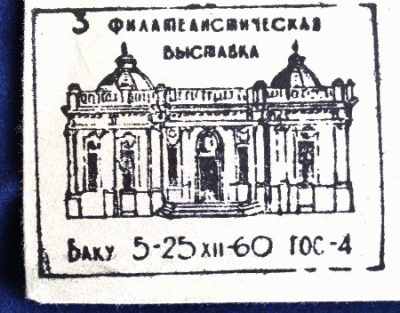 3 ФИЛАТЕЛИСТИЧЕСКАЯ
ВЫСТАВКА
БАКУ 5-25 XII-60 ГОС-4